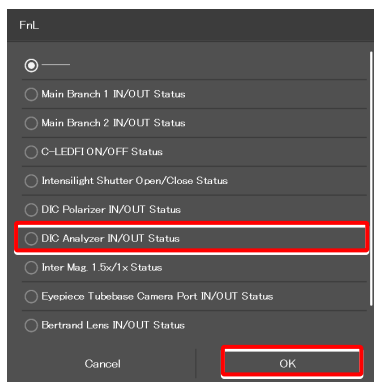 FnL
———
Main Branch 1 IN/OUT Status
Main Branch 2 IN/OUT Status
C-LEDFI ON/OFF Status
Intensilight Shutter Open/Close Status
DIC Polarizer IN/OUT Status
DIC Analyzer IN/OUT Status
Inter Mag. 1.5x/1x Status
Eyepiece Tubebase Camera Port IN/OUT Status
Bertrand Lens IN/OUT Status
Cancel
OK